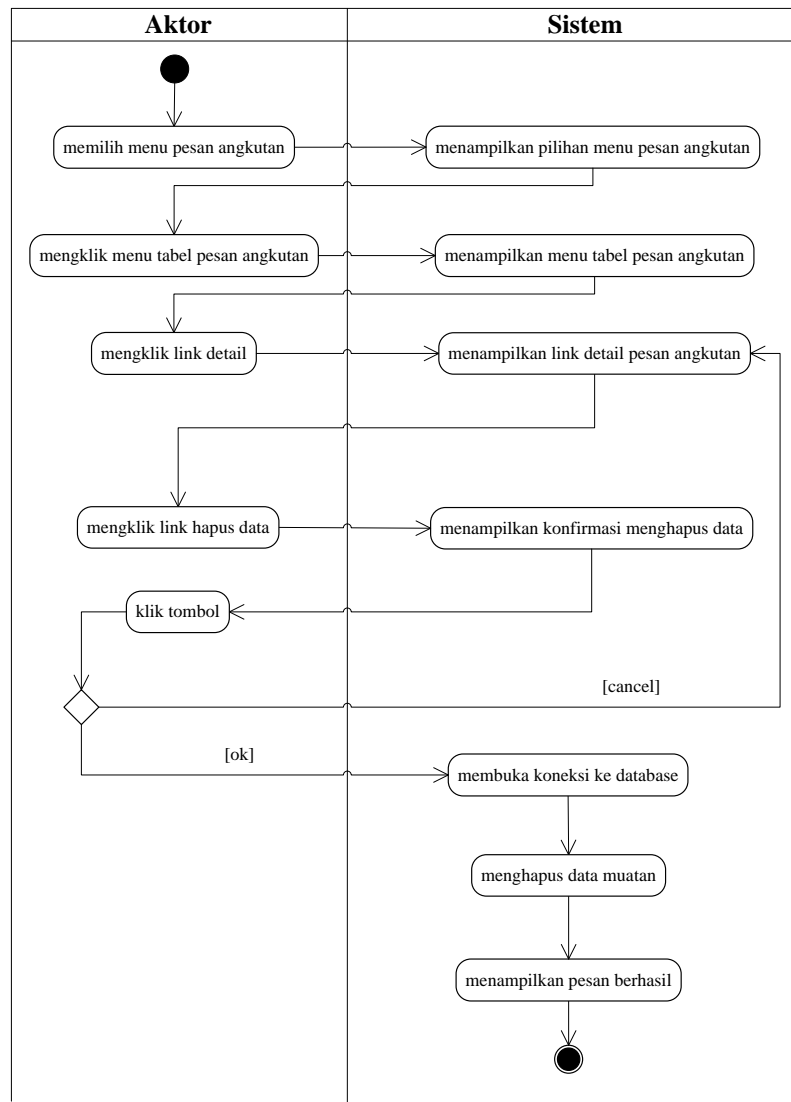 Aktor
Sistem
memilih menu pesan angkutan
menampilkan pilihan menu pesan angkutan
mengklik menu tabel pesan angkutan
menampilkan menu tabel pesan angkutan
mengklik link detail
menampilkan link detail pesan angkutan
mengklik link hapus data
menampilkan konfirmasi menghapus data
klik tombol
[cancel]
[ok]
membuka koneksi ke database
menghapus data muatan
menampilkan pesan berhasil